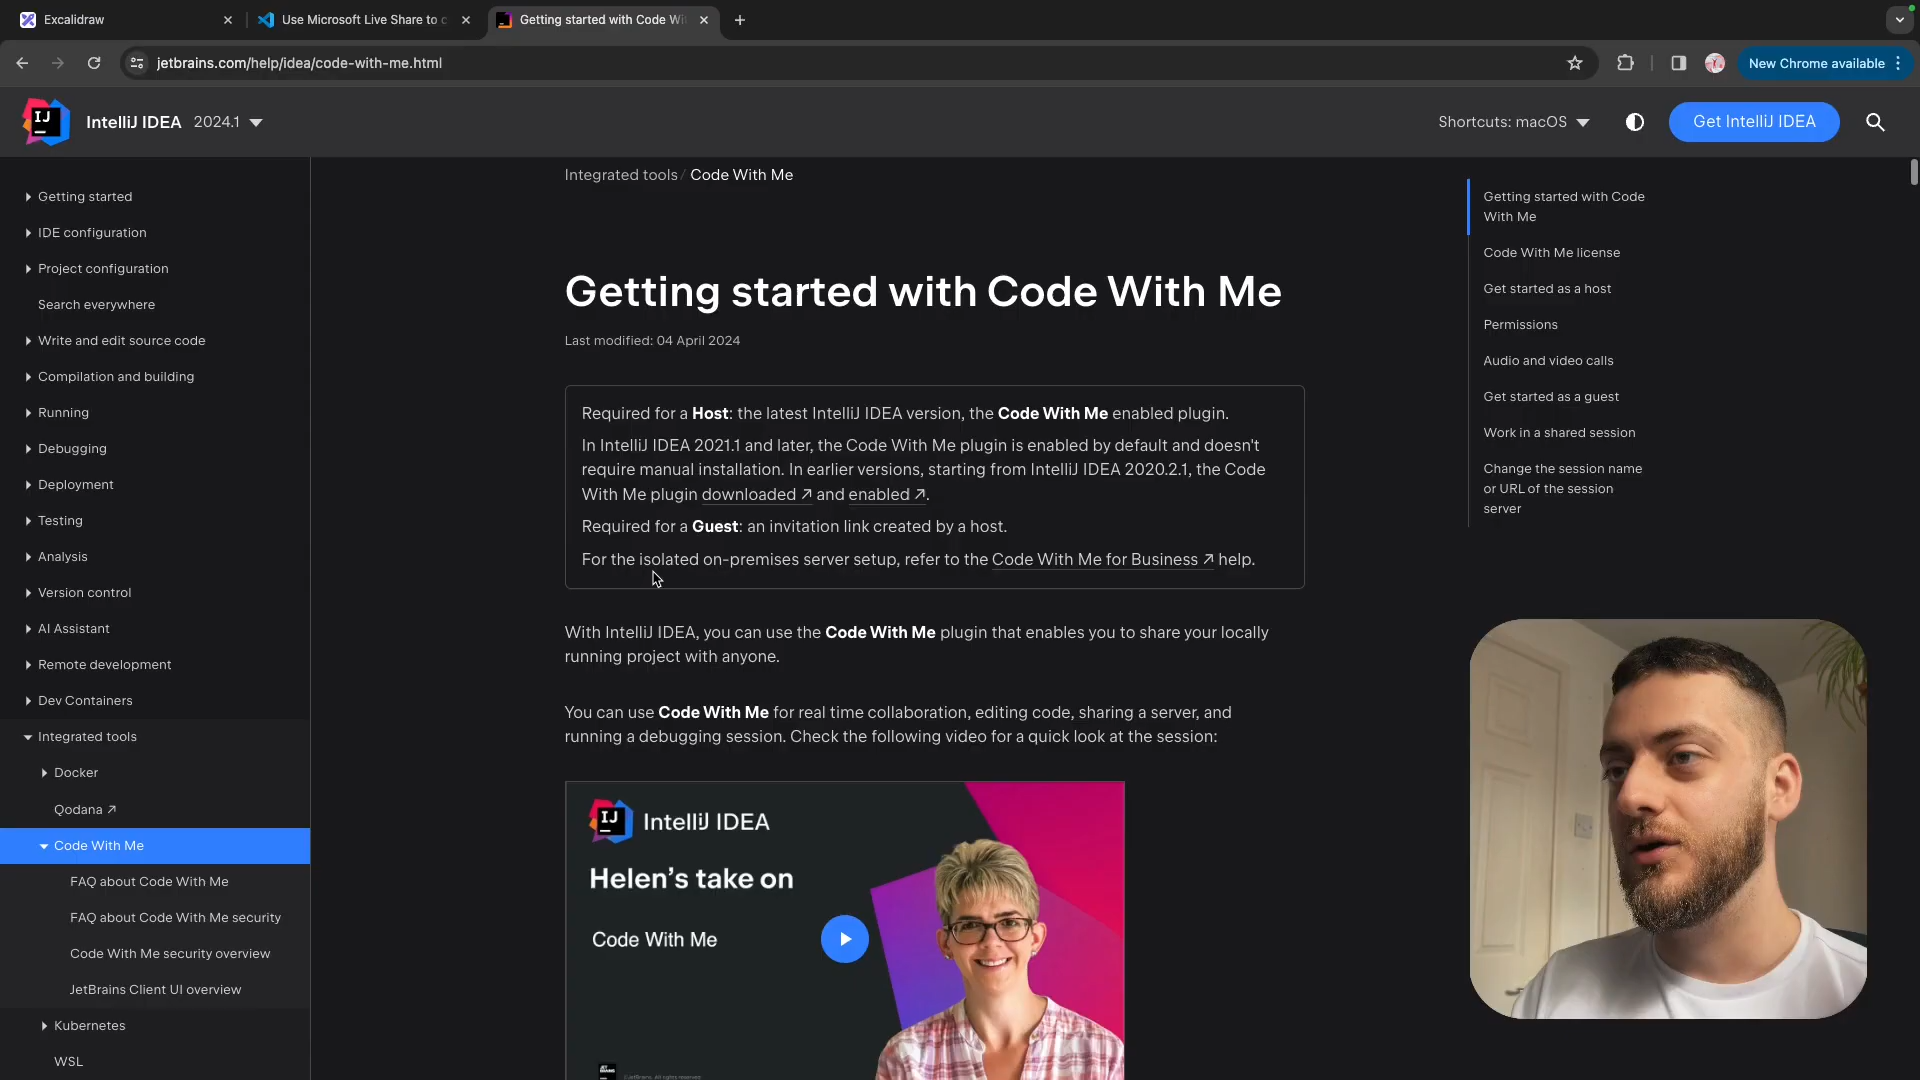 Excalidraw
Use Microsoft Live Share to c
Getting started with Code Wi
jetbrains.com/help/idea/code-with-me.html
New Chrome available
IJ
IntelliJ IDEA 2024.1
Shortcuts: macOS
Get IntelliJ IDEA
Getting started
IDE configuration
Project configuration
Search everywhere
Write and edit source code
Compilation and building
Running
Debugging
Deployment
Testing
Analysis
Version control
AI Assistant
Remote development
Dev Containers
Integrated tools
Docker
Qodana ↗
Code With Me
FAQ about Code With Me
FAQ about Code With Me security
Code With Me security overview
JetBrains Client UI overview
Kubernetes
WSL
Integrated tools / Code With Me
Getting started with Code With Me
Last modified: 04 April 2024
Required for a Host: the latest IntelliJ IDEA version, the Code With Me enabled plugin.
In IntelliJ IDEA 2021.1 and later, the Code With Me plugin is enabled by default and doesn't
require manual installation. In earlier versions, starting from IntelliJ IDEA 2020.2.1, the Code
With Me plugin downloaded ↗ and enabled ↗.
Required for a Guest: an invitation link created by a host.
For the isolated on-premises server setup, refer to the Code With Me for Business ↗ help.
With IntelliJ IDEA, you can use the Code With Me plugin that enables you to share your locally
running project with anyone.
You can use Code With Me for real time collaboration, editing code, sharing a server, and
running a debugging session. Check the following video for a quick look at the session:
IJ
IntelliJ IDEA
Helen's take on
Code With Me
JET
BRAINS
Getting started with Code
With Me
Code With Me license
Get started as a host
Permissions
Audio and video calls
Get started as a guest
Work in a shared session
Change the session name
or URL of the session
server